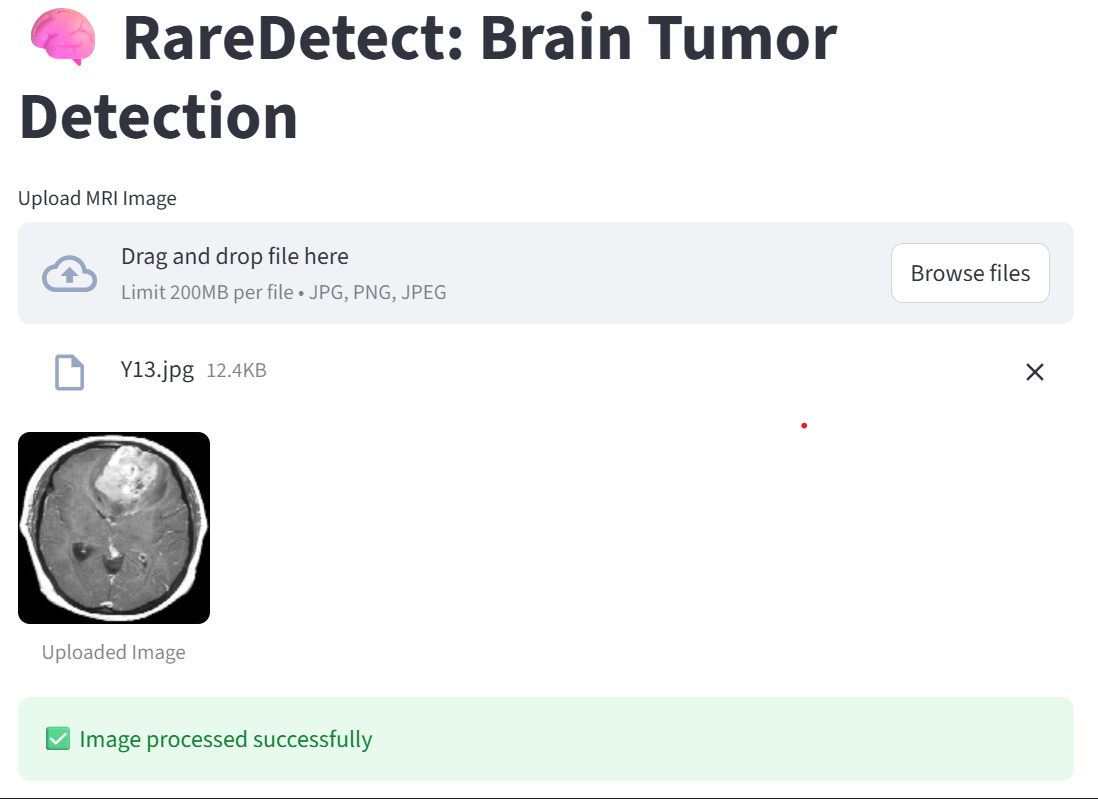 🧠 RareDetect: Brain Tumor
Detection
Upload MRI Image
Drag and drop file here
Limit 200MB per file • JPG, PNG, JPEG
Browse files
Y13.jpg 12.4KB
Uploaded Image
✅ Image processed successfully